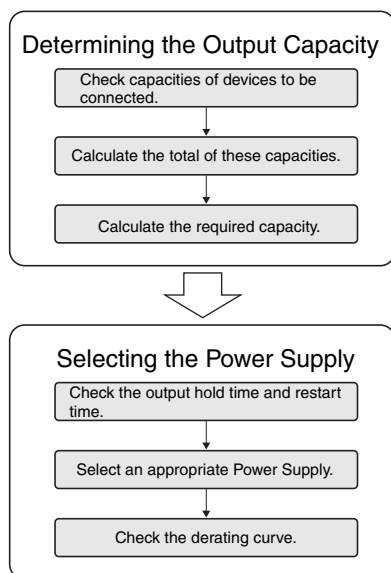 Determining the Output Capacity
Check capacities of devices to be
connected.
Calculate the total of these capacities.
Calculate the required capacity.
Selecting the Power Supply
Check the output hold time and restart
time.
Select an appropriate Power Supply.
Check the derating curve.